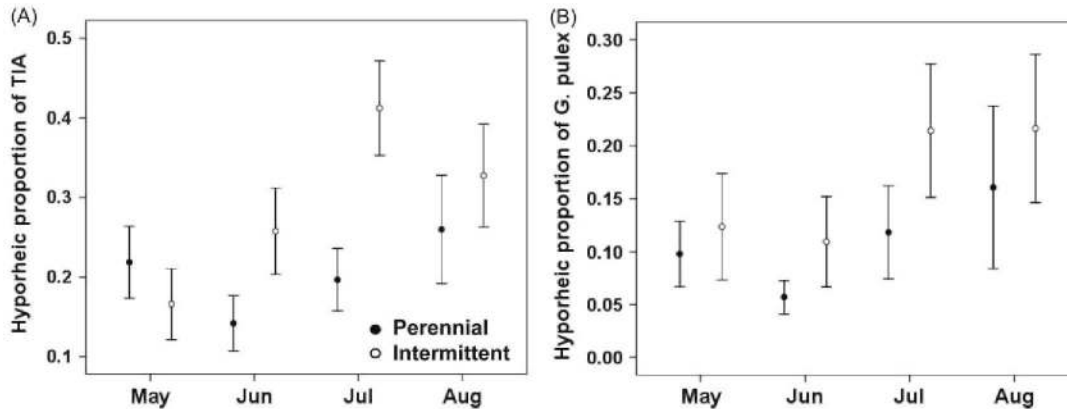 (A)
Hyporheic proportion of TIA
0.5
0.4
0.3
0.2
0.1
Perennial
Intermittent
May Jun Jul Aug
(B)
Hyporheic proportion of G. pulex
0.30
0.25
0.20
0.15
0.10
0.05
0.00
May Jun Jul Aug